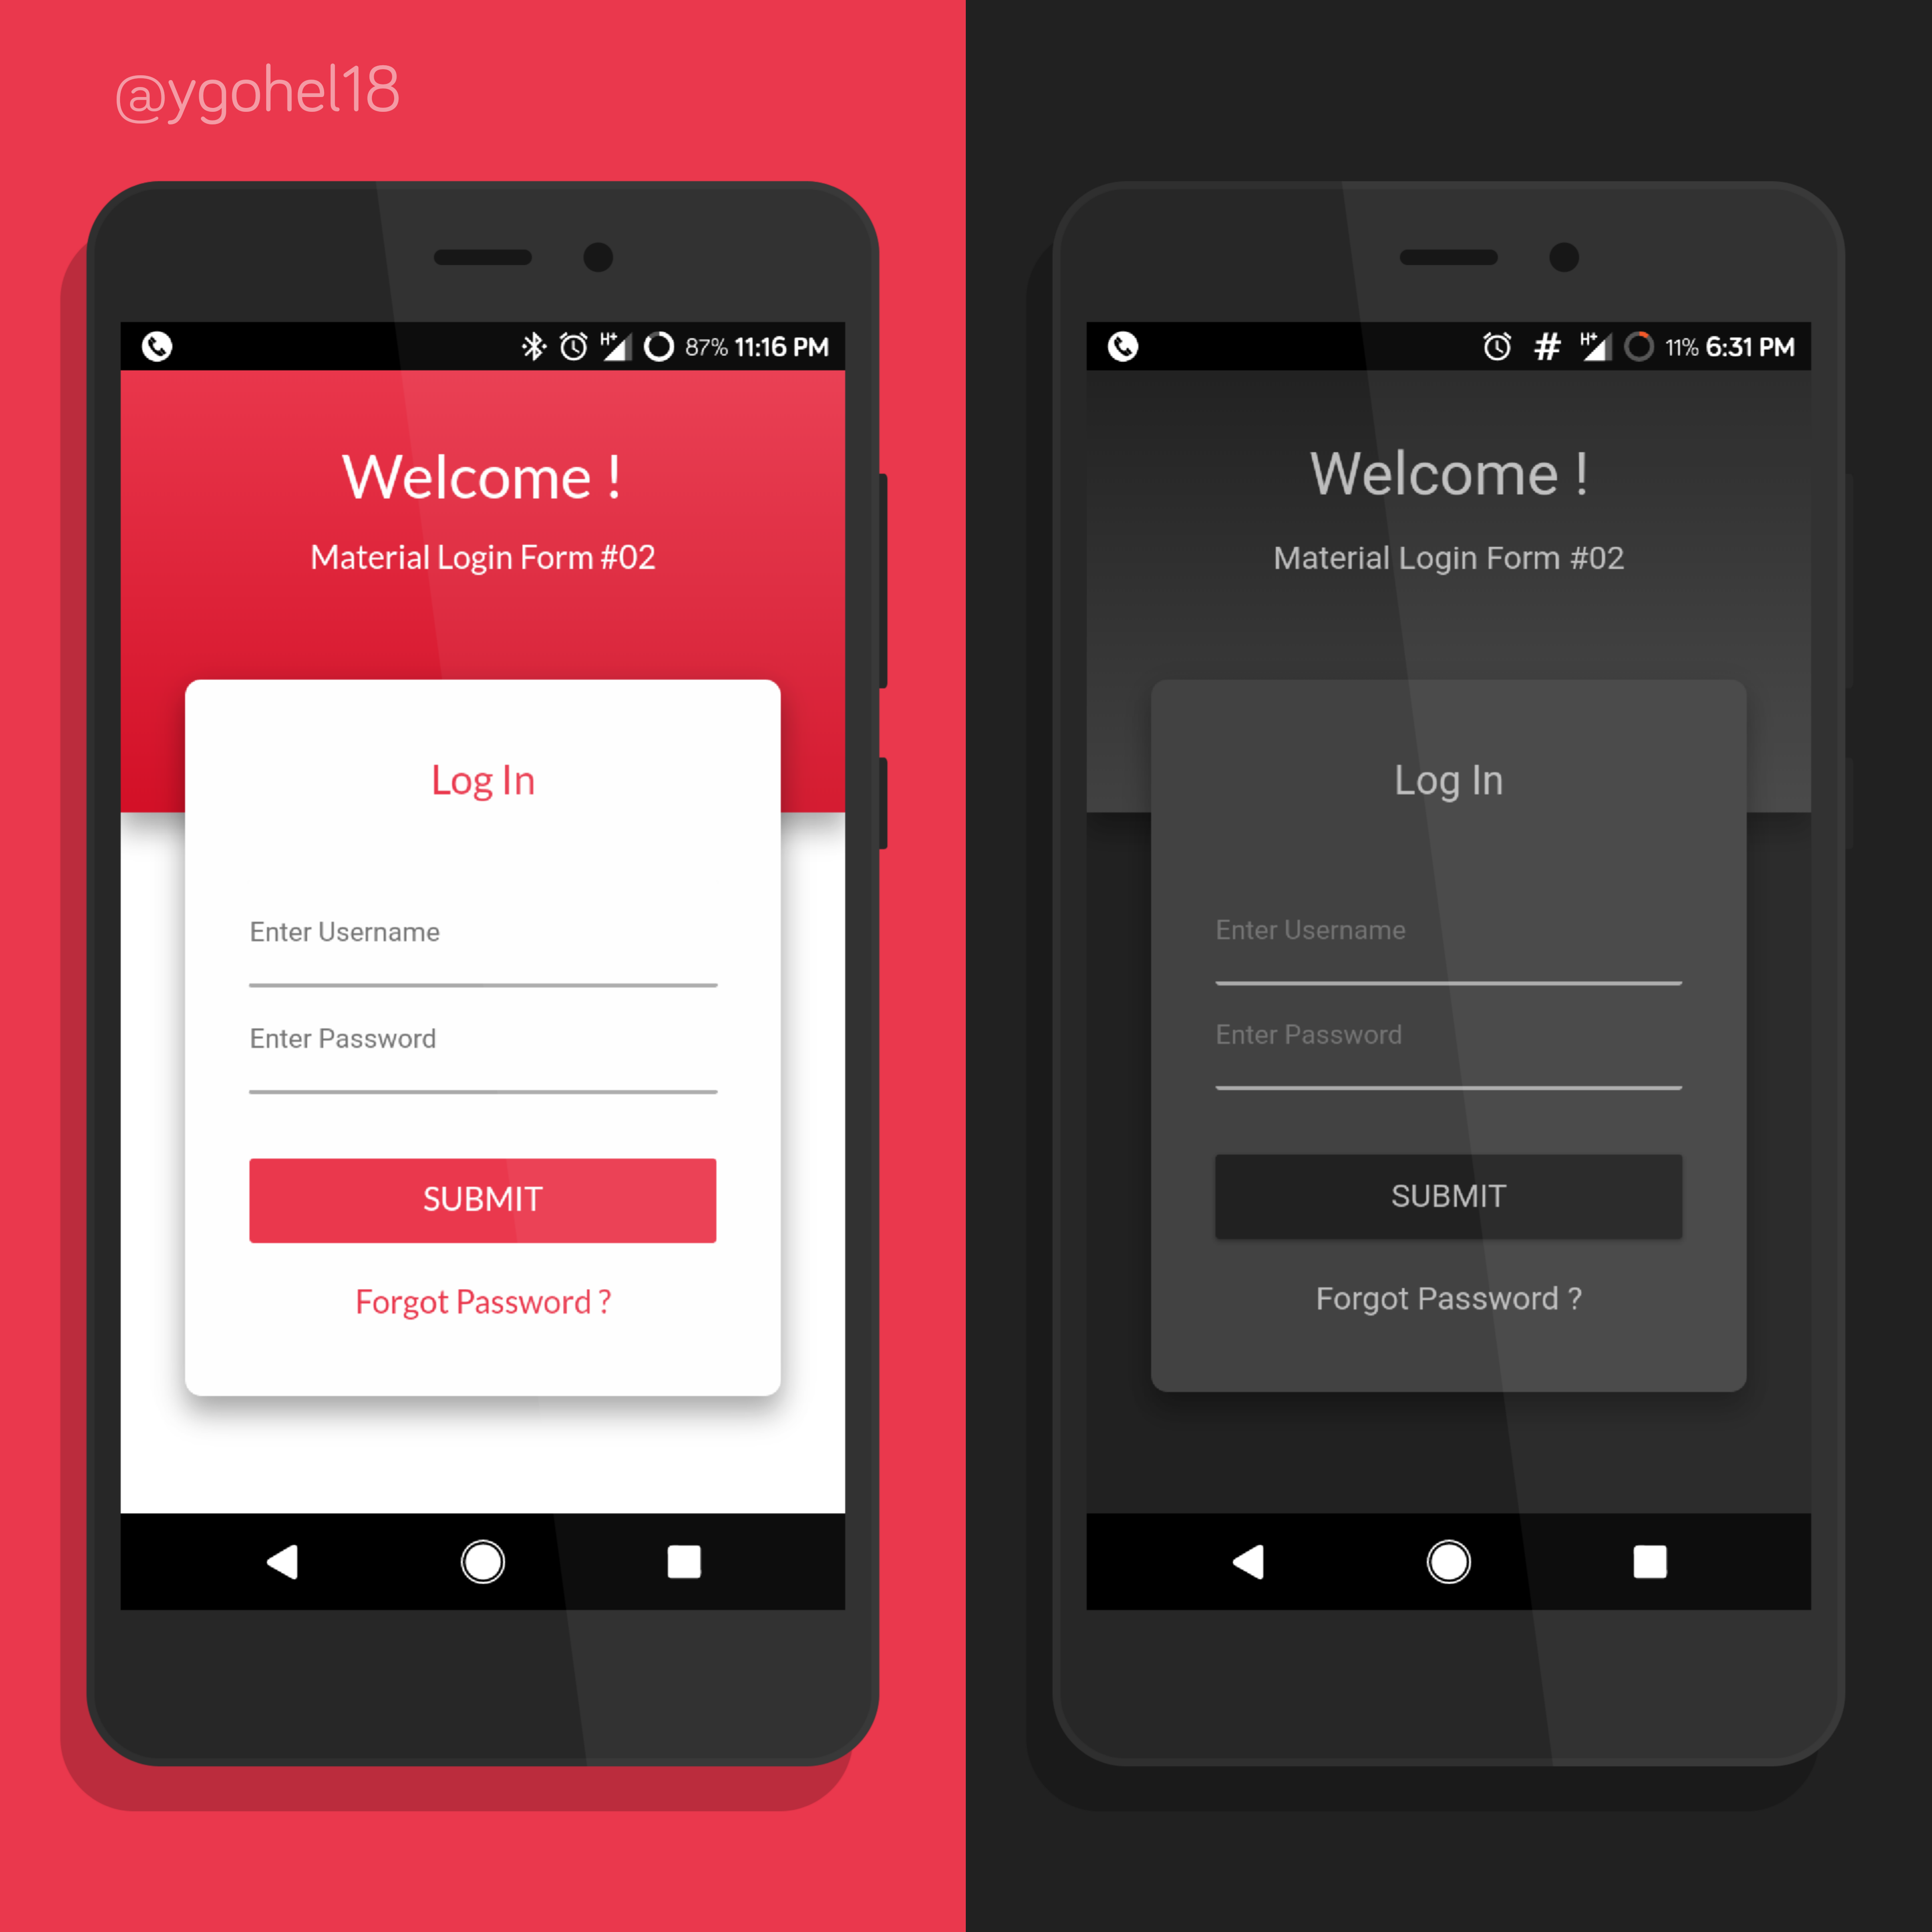 @ygohel18
H+ 87% 11:16 PM
Welcome !
Material Login Form #02
Log In
Enter Username
Enter Password
SUBMIT
Forgot Password ?
# H+ 11% 6:31 PM
Welcome !
Material Login Form #02
Log In
Enter Username
Enter Password
SUBMIT
Forgot Password ?